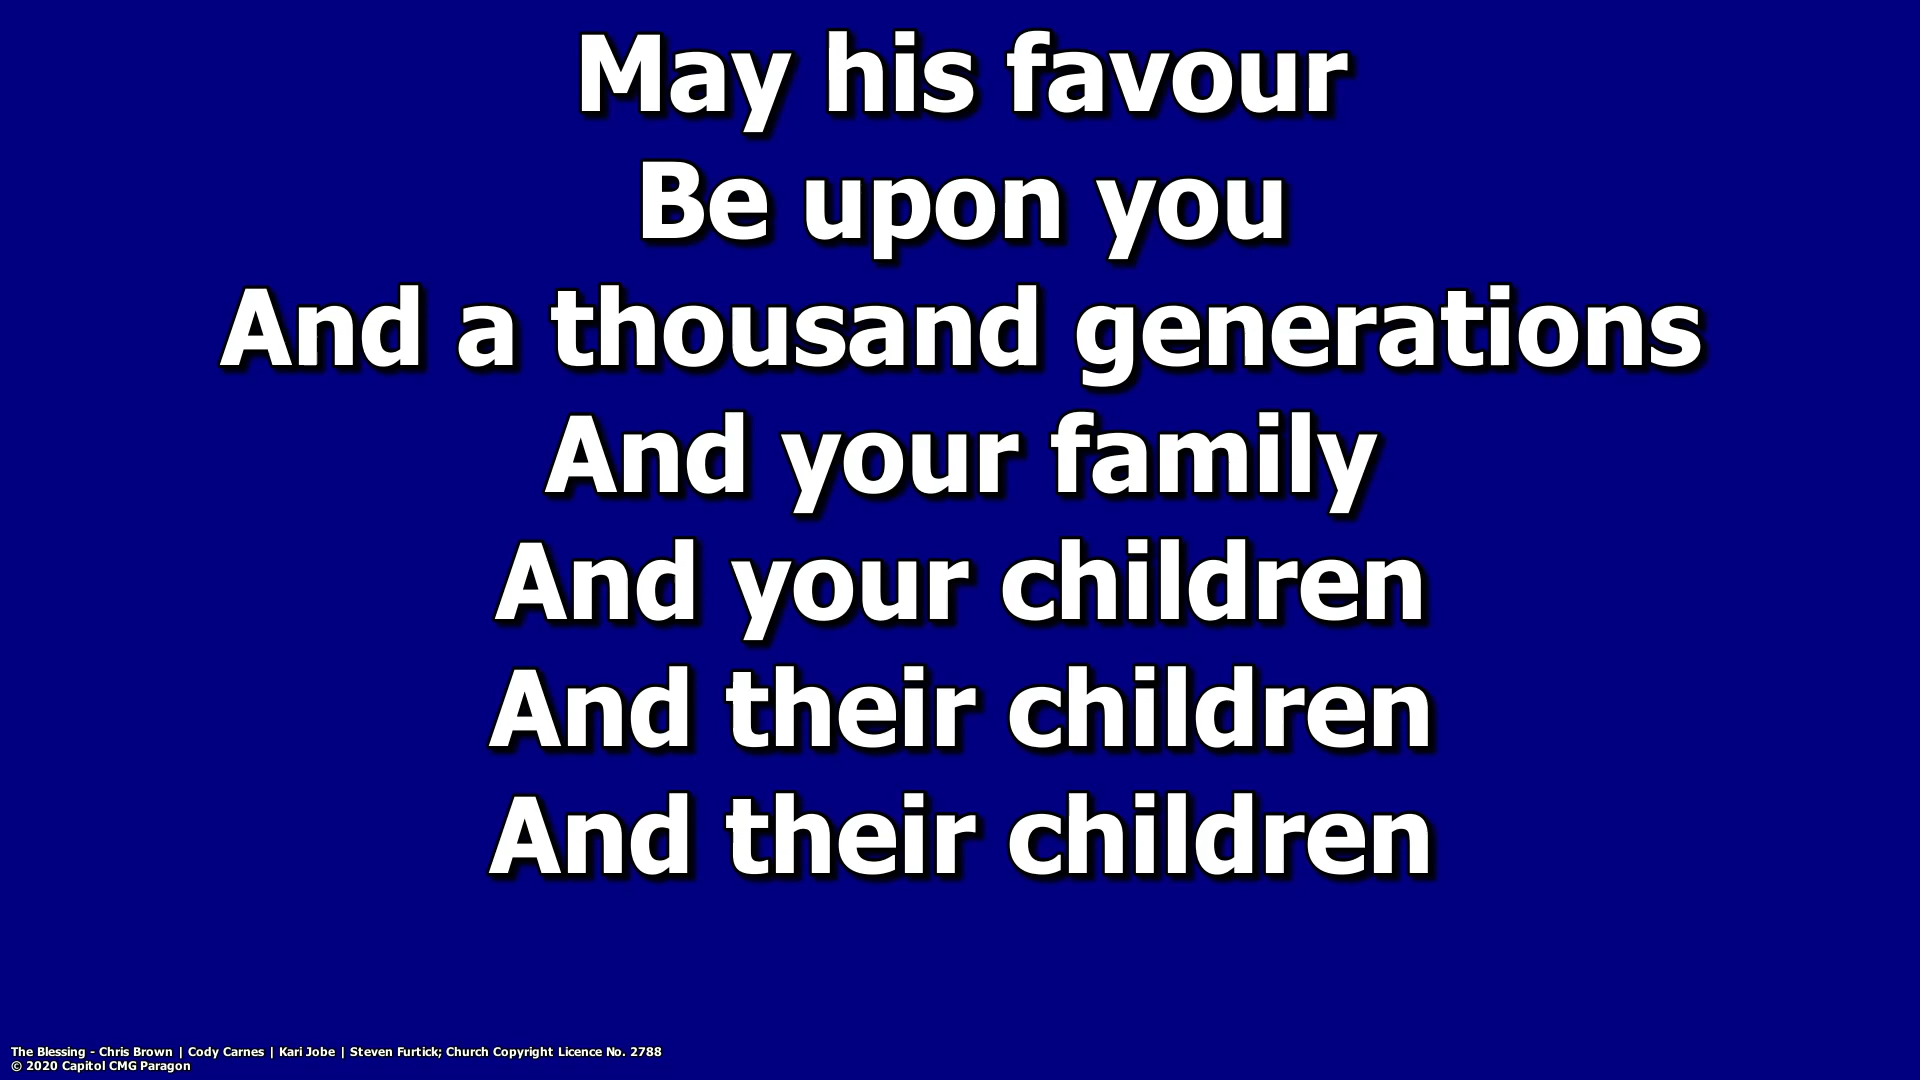 May his favour
Be upon you
And a thousand generations
And your family
And your children
And their children
And their children
The Blessing - Chris Brown | Cody Carnes | Kari Jobe | Steven Furtick; Church Copyright Licence No. 2788
© 2020 Capitol CMG Paragon